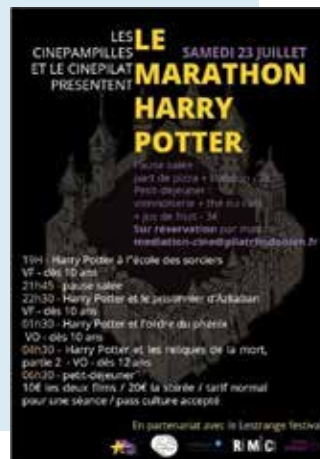 LES
CINEPAMPILLES
ET LE CINEPILAT
PRESENTENT
LE
MARATHON
HARRY
POTTER
SAMEDI 23 JUILLET
Pause salée
part de pizza + boisson
Petit-dejeuner
viennoiserie + thé ou café
+ jus de fruit - 3€
Sur réservation par mail
19H - Harry Potter à l'école des sorciers
VF - dès 10 ans
21h45 - pause salée
22h30 - Harry Potter et le prisonnier d'Azkaban
VF - dès 10 ans
01h30 - Harry Potter et l'ordre du phénix
VO - dès 10 ans
04h30 - Harry Potter et les reliques de la mort,
partie 2 - VO - dès 12 ans
06h30 - petit-déjeuner
10€ les deux films / 20€ la soirée / tarif normal
pour une séance / pass culture accepté
En partenariat avec le Lestrange festival